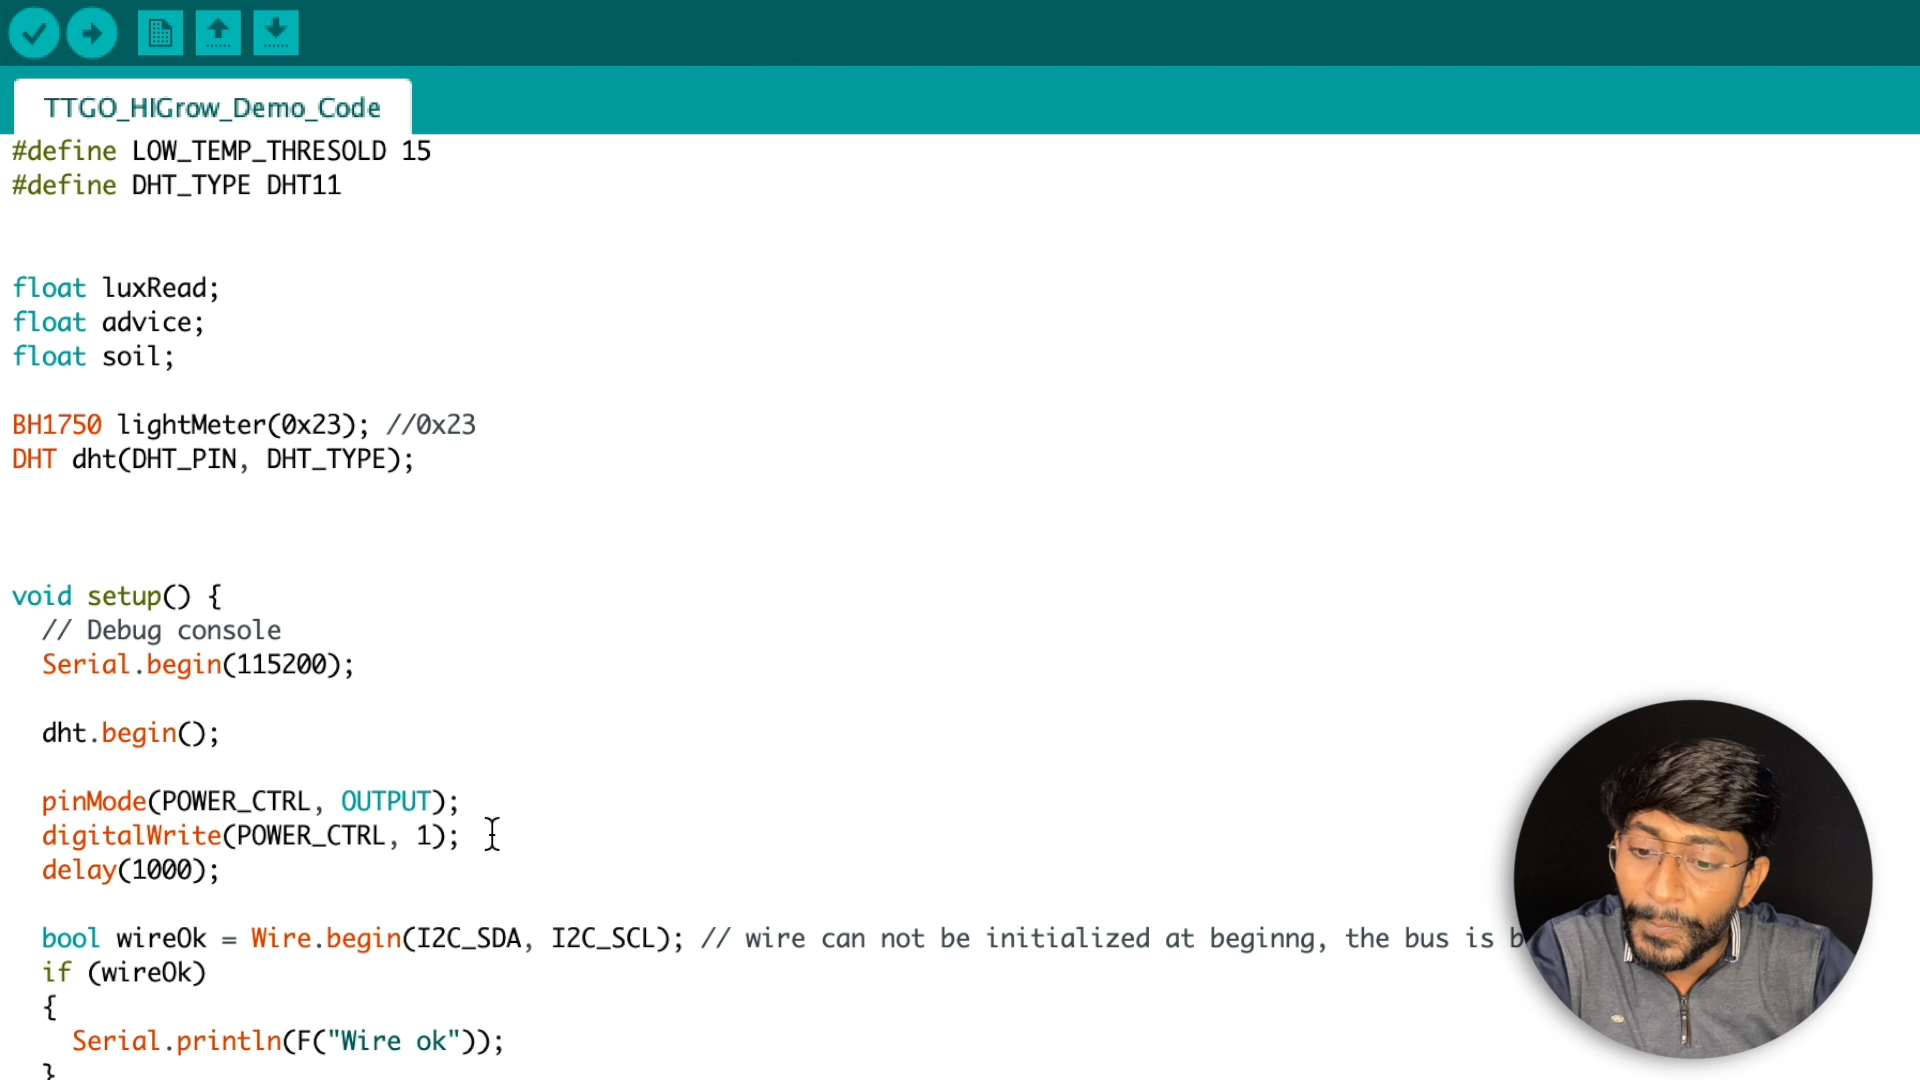 TTGO_HIGrow_Demo_Code
#define LOW_TEMP_THRESOLD 15
#define DHT_TYPE DHT11
float luxRead;
float advice;
float soil;
BH1750 lightMeter(0x23); //0x23
DHT dht(DHT_PIN, DHT_TYPE);
void setup() {
// Debug console
Serial.begin(115200);
dht.begin();
pinMode(POWER_CTRL, OUTPUT);
digitalWrite(POWER_CTRL, 1);
delay(1000);
bool wireOk = Wire.begin(I2C_SDA, I2C_SCL); // wire can not be initialized at beginng, the bus is
if (wireOk)
{
Serial.println(F("Wire ok"));
}